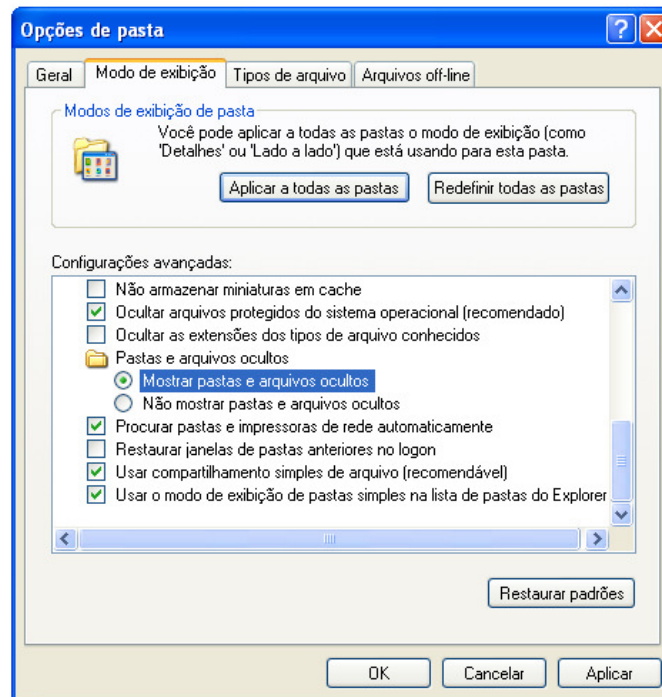 Opções de pasta
Geral
Modo de exibição
Tipos de arquivo
Arquivos off-line
Modos de exibição de pasta
Você pode aplicar a todas as pastas o modo de exibição (como
'Detalhes' ou 'Lado a lado') que está usando para esta pasta.
Aplicar a todas as pastas
Redefinir todas as pastas
Configurações avançadas:
Não armazenar miniaturas em cache
Ocultar arquivos protegidos do sistema operacional (recomendado)
Ocultar as extensões dos tipos de arquivo conhecidos
Pastas e arquivos ocultos
Mostrar pastas e arquivos ocultos
Não mostrar pastas e arquivos ocultos
Procurar pastas e impressoras de rede automaticamente
Restaurar janelas de pastas anteriores no logon
Usar compartilhamento simples de arquivo (recomendável)
Usar o modo de exibição de pastas simples na lista de pastas do Explorer
Restaurar padrões
OK
Cancelar
Aplicar